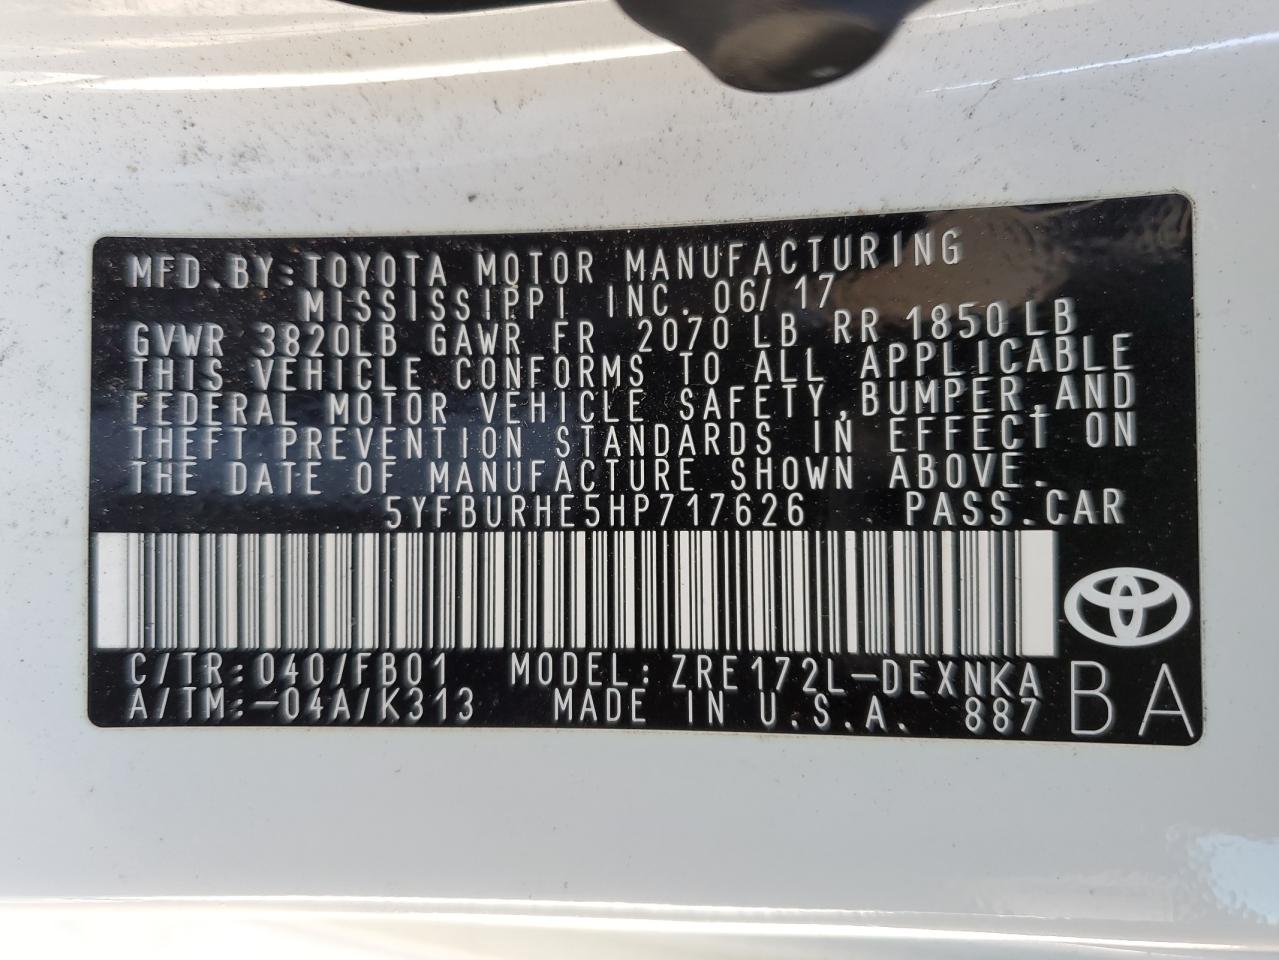 MFD.BY:TOYOTA MOTOR MANUFACTURING
MISSISSIPPI INC. 06/17
GVWR 3820LB GAWR FR 2070 LB RR 1850LB
THIS VEHICLE CONFORMS TO ALL APPLICABLE
FEDERAL MOTOR VEHICLE SAFETY,BUMPER,AND
THEFT PREVENTION STANDARDS IN EFFECT ON
THE DATE OF MANUFACTURE SHOWN ABOVE.
5YFBURHE5HP717626 PASS.CAR
C/TR:040/FB01 MODEL:ZRE172L-DEXNKA
A/TM:-04A/K313 MADE IN U.S.A. 887
BA